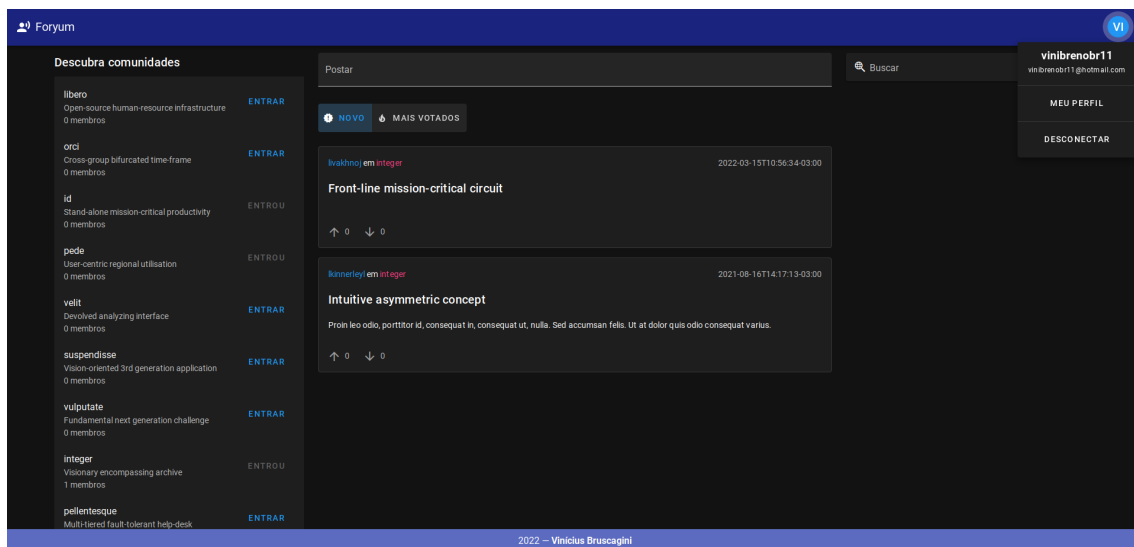 Foryum
VI
vinibrenobr11
vinibrenobr11@hotmail.com
MEU PERFIL
DESCONECTAR
Descubra comunidades
libero
Open-source human-resource infrastructure
0 membros
ENTRAR
orci
Cross-group bifurcated time-frame
0 membros
ENTRAR
id
Stand-alone mission-critical productivity
0 membros
ENTROU
pede
User-centric regional utilisation
0 membros
ENTROU
velit
Devolved analyzing interface
0 membros
ENTRAR
suspendisse
Vision-oriented 3rd generation application
0 membros
ENTRAR
vulputate
Fundamental next generation challenge
0 membros
ENTRAR
integer
Visionary encompassing archive
1 membros
ENTROU
pellentesque
Multi-tiered fault-tolerant help-desk
ENTRAR
Postar
NOVO
MAIS VOTADOS
livakhnoj em integer
2022-03-15T10:56:34-03:00
Front-line mission-critical circuit
0 0
lkinnerleyl em integer
2021-08-16T14:17:13-03:00
Intuitive asymmetric concept
Proin leo odio, porttitor id, consequat in, consequat ut, nulla. Sed accumsan felis. Ut at dolor quis odio consequat varius.
0 0
Buscar
2022 — Vinícius Bruscagini